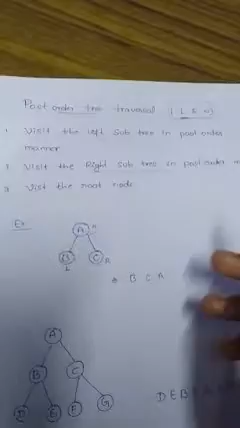 Post order tree traversal (L R n)
1 Visit the left Sub tree in post order
manner
2 Visit the Right sub tree in post order
3 Vist the root node
Ex
A n
B C R
L
B C A
A
B C
D E F G
D E B